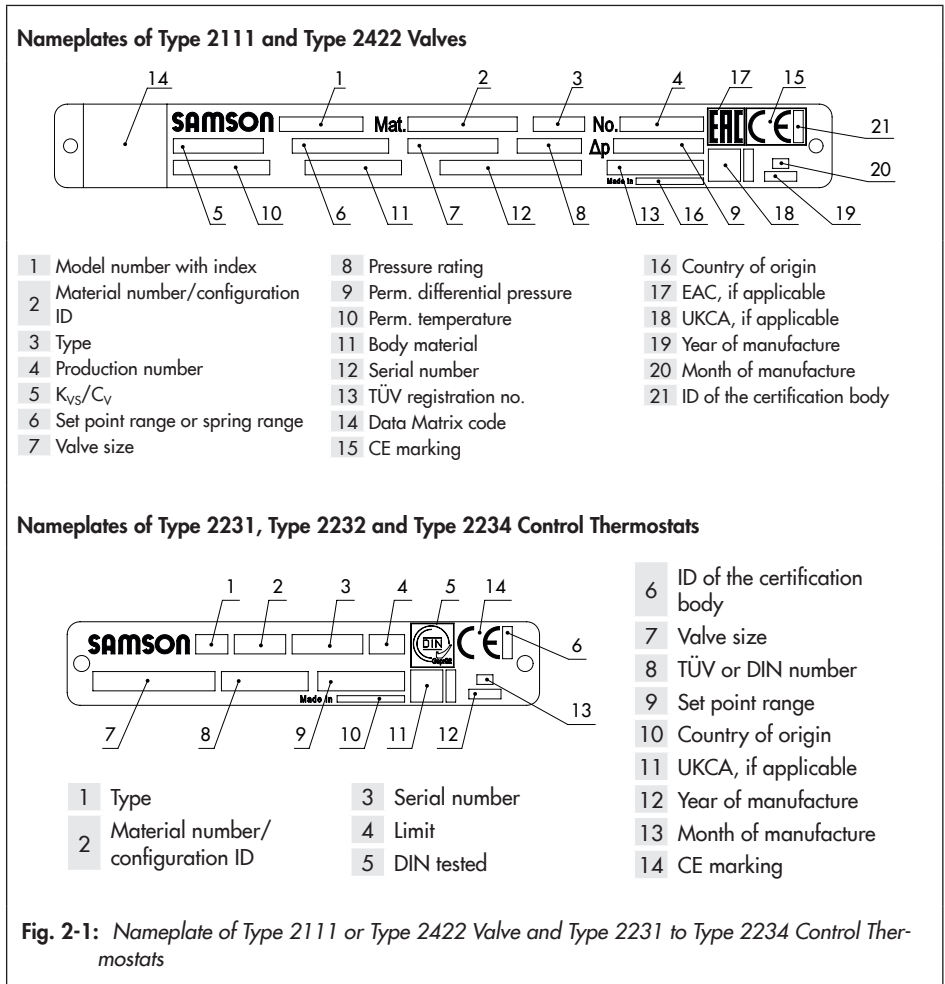 Nameplates of Type 2111 and Type 2422 Valves
14 1 2 3 4 17 15
SAMSON Mat. No. EAC CE
21
Δp
20
Made in
5 10 6 11 7 12 8 13 16 9 18 19
1 Model number with index
2 Material number/configuration
ID
3 Type
4 Production number
5 KVS/CV
6 Set point range or spring range
7 Valve size
8 Pressure rating
9 Perm. differential pressure
10 Perm. temperature
11 Body material
12 Serial number
13 TÜV registration no.
14 Data Matrix code
15 CE marking
16 Country of origin
17 EAC, if applicable
18 UKCA, if applicable
19 Year of manufacture
20 Month of manufacture
21 ID of the certification body
Nameplates of Type 2231, Type 2232 and Type 2234 Control Thermostats
1 2 3 4 5 14
SAMSON DIN CE
6
Made in
13
7 8 9 10 11 12
1 Type
2 Material number/
configuration ID
3 Serial number
4 Limit
5 DIN tested
6 ID of the certification
body
7 Valve size
8 TÜV or DIN number
9 Set point range
10 Country of origin
11 UKCA, if applicable
12 Year of manufacture
13 Month of manufacture
14 CE marking
Fig. 2-1: Nameplate of Type 2111 or Type 2422 Valve and Type 2231 to Type 2234 Control Ther-
mostats